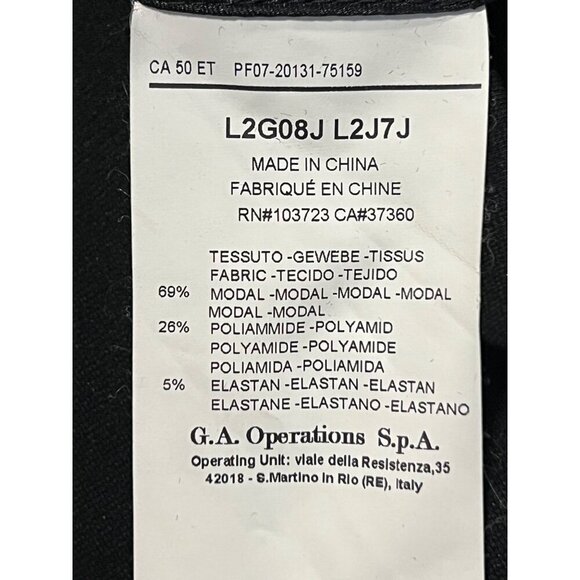 CA 50 ET PF07-20131-75159
L2G08J L2J7J
MADE IN CHINA
FABRIQUÉ EN CHINE
RN#103723 CA#37360
TESSUTO -GEWEBE -TISSUS
FABRIC -TECIDO -TEJIDO
69% MODAL -MODAL -MODAL -MODAL
MODAL -MODAL
26% POLIAMMIDE -POLYAMID
POLYAMIDE -POLYAMIDE
POLIAMIDA -POLIAMIDA
5% ELASTAN -ELASTAN -ELASTAN
ELASTANE -ELASTANO -ELASTANO
G.A. Operations S.p.A.
Operating Unit: viale della Resistenza,35
42018 - S.Martino in Rio (RE), Italy